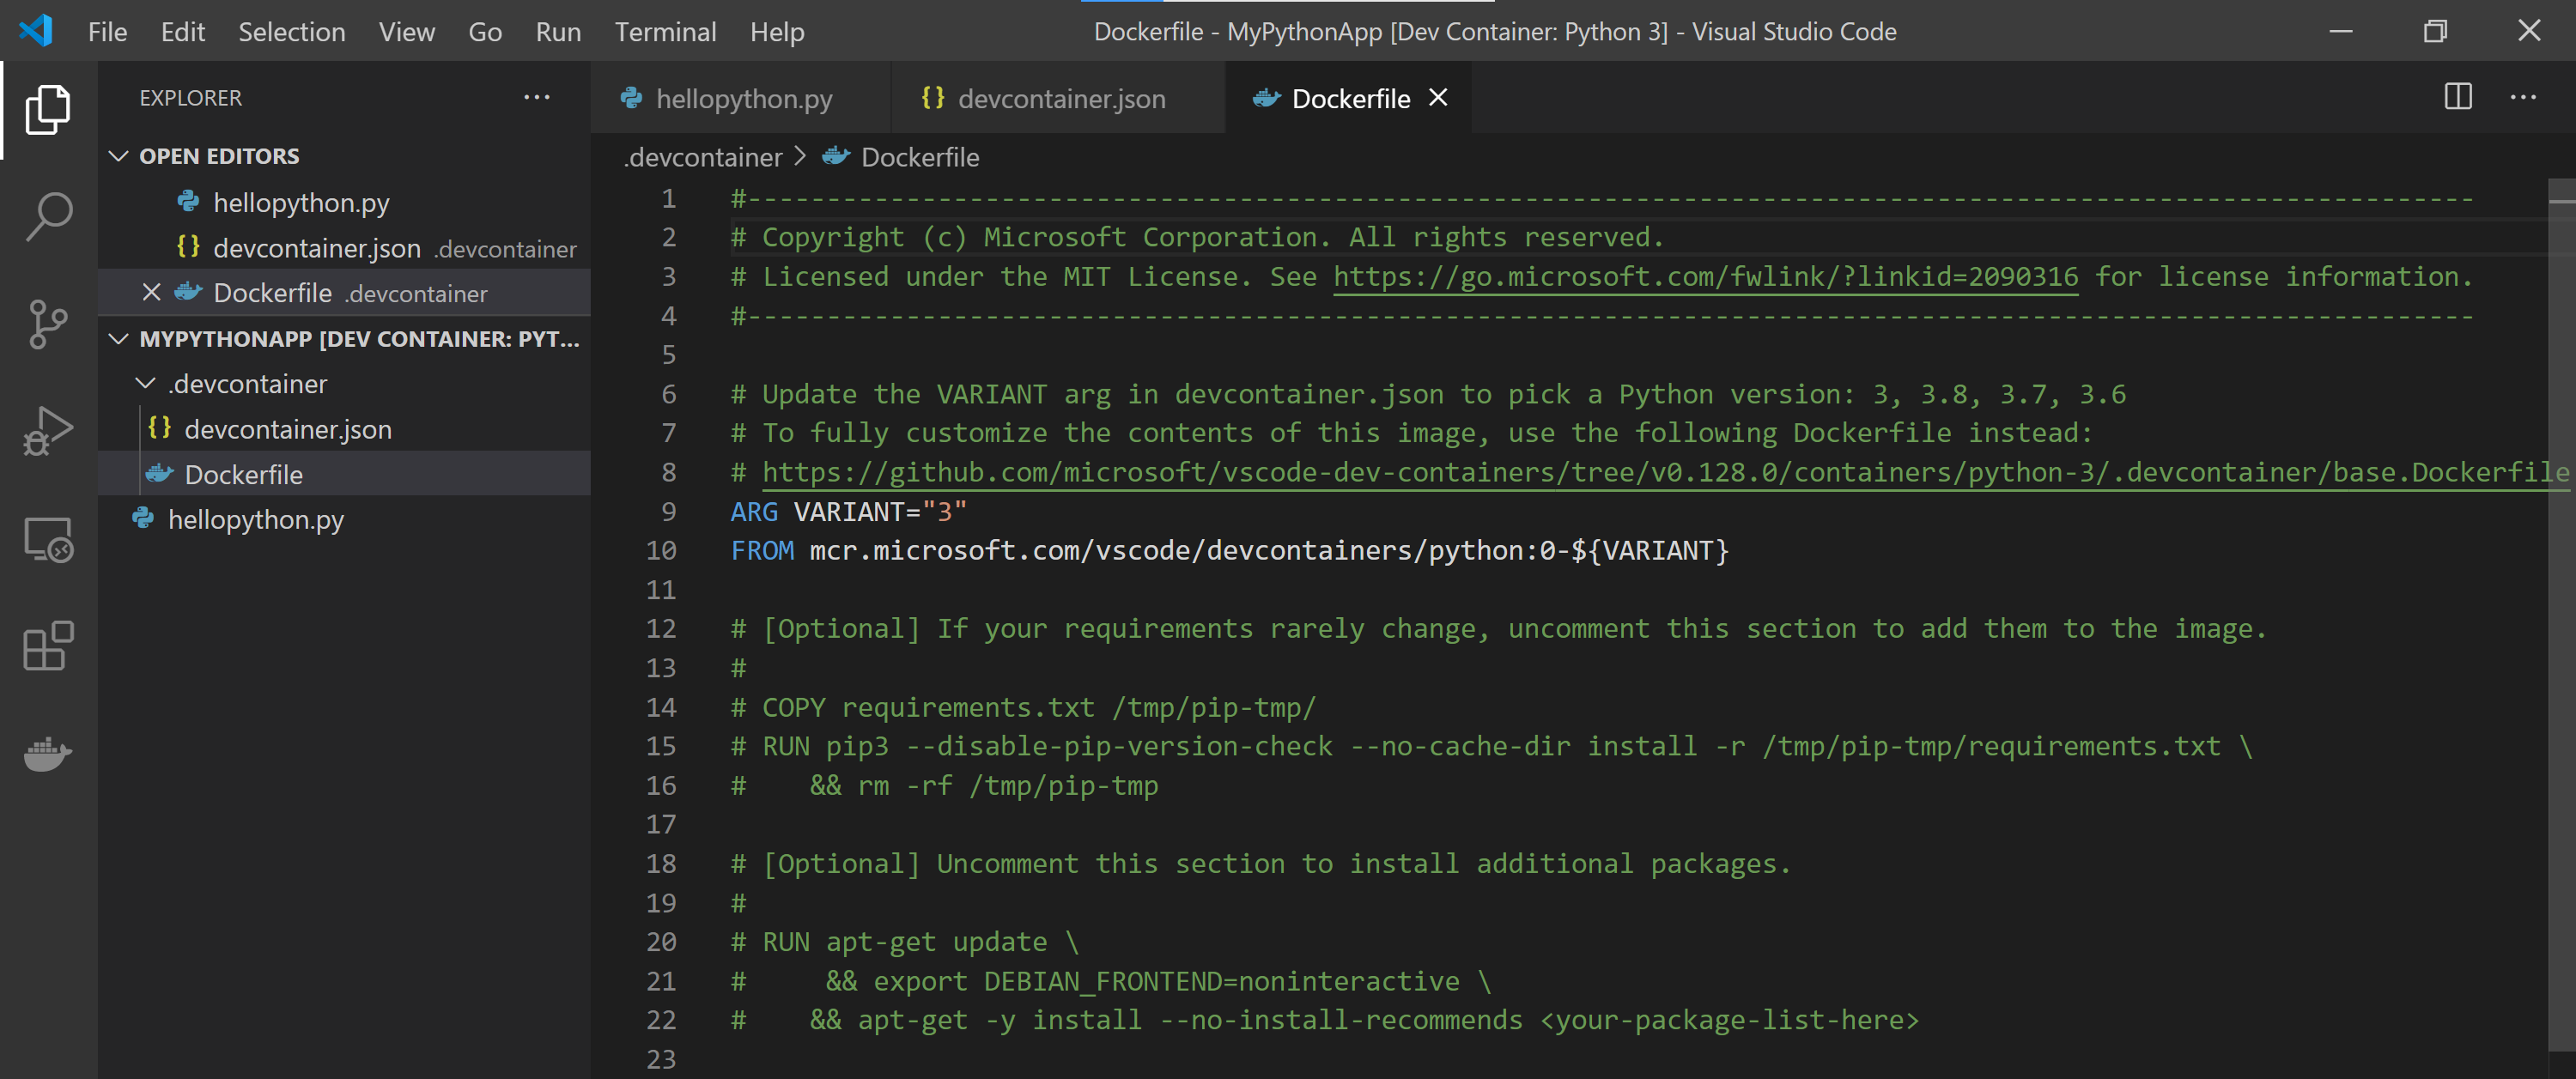 File Edit Selection View Go Run Terminal Help
Dockerfile - MyPythonApp [Dev Container: Python 3] - Visual Studio Code
EXPLORER
OPEN EDITORS
hellopython.py
devcontainer.json .devcontainer
Dockerfile .devcontainer
MYPYTHONAPP [DEV CONTAINER: PYT...
.devcontainer
devcontainer.json
Dockerfile
hellopython.py
hellopython.py devcontainer.json Dockerfile
.devcontainer > Dockerfile
1 #-------------------------------------------------------------------------------------------------------------
2 # Copyright (c) Microsoft Corporation. All rights reserved.
3 # Licensed under the MIT License. See https://go.microsoft.com/fwlink/?linkid=2090316 for license information.
4 #-------------------------------------------------------------------------------------------------------------
5
6 # Update the VARIANT arg in devcontainer.json to pick a Python version: 3, 3.8, 3.7, 3.6
7 # To fully customize the contents of this image, use the following Dockerfile instead:
8 # https://github.com/microsoft/vscode-dev-containers/tree/v0.128.0/containers/python-3/.devcontainer/base.Dockerfile
9 ARG VARIANT="3"
10 FROM mcr.microsoft.com/vscode/devcontainers/python:0-${VARIANT}
11
12 # [Optional] If your requirements rarely change, uncomment this section to add them to the image.
13 #
14 # COPY requirements.txt /tmp/pip-tmp/
15 # RUN pip3 --disable-pip-version-check --no-cache-dir install -r /tmp/pip-tmp/requirements.txt \
16 #    && rm -rf /tmp/pip-tmp
17
18 # [Optional] Uncomment this section to install additional packages.
19 #
20 # RUN apt-get update \
21 #     && export DEBIAN_FRONTEND=noninteractive \
22 #    && apt-get -y install --no-install-recommends <your-package-list-here>
23